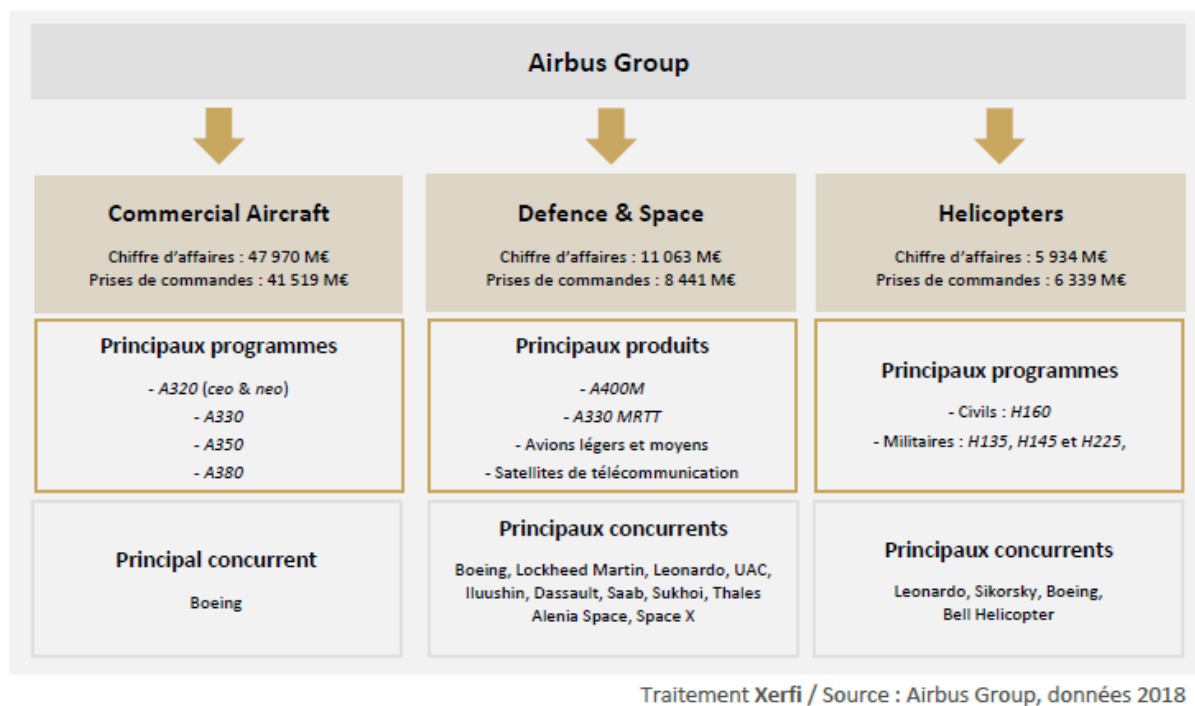 Airbus Group
Commercial Aircraft
Chiffre d'affaires : 47 970 M€
Prises de commandes : 41 519 M€
Principaux programmes
- A320 (ceo & neo)
- A330
- A350
- A380
Principal concurrent
Boeing
Defence & Space
Chiffre d'affaires : 11 063 M€
Prises de commandes : 8 441 M€
Principaux produits
- A400M
- A330 MRTT
- Avions légers et moyens
- Satellites de télécommunication
Principaux concurrents
Boeing, Lockheed Martin, Leonardo, UAC,
Iluushin, Dassault, Saab, Sukhoi, Thales
Alenia Space, Space X
Helicopters
Chiffre d'affaires : 5 934 M€
Prises de commandes : 6 339 M€
Principaux programmes
- Civils : H160
- Militaires : H135, H145 et H225,
Principaux concurrents
Leonardo, Sikorsky, Boeing,
Bell Helicopter
Traitement Xerfi / Source : Airbus Group, données 2018